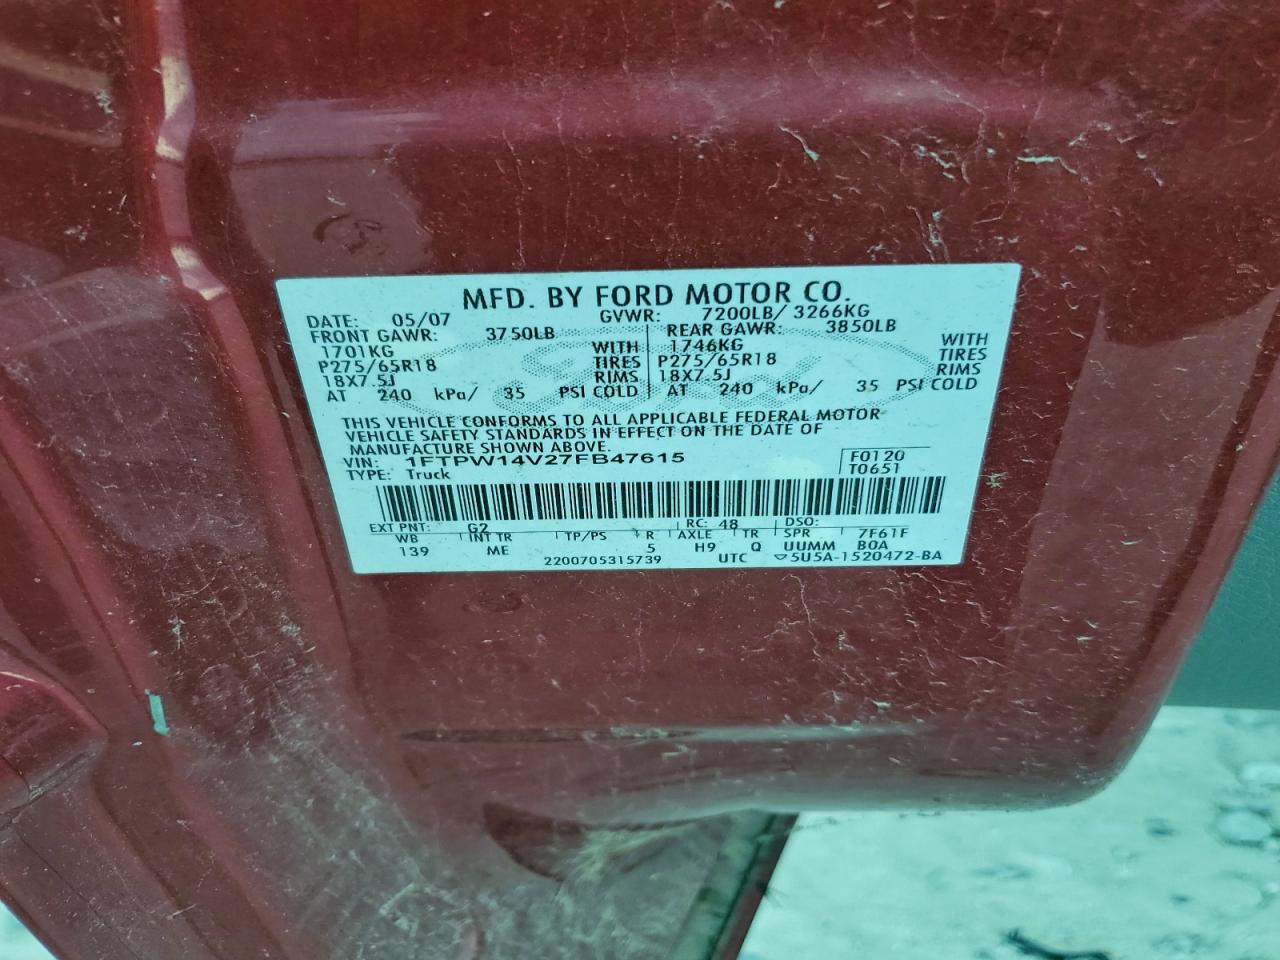 MFD. BY FORD MOTOR CO.
DATE: 05/07 GVWR: 7200LB/ 3266KG
FRONT GAWR: 3750LB REAR GAWR: 3850LB
1701KG WITH 1746KG WITH
P275/65R18 TIRES P275/65R18 TIRES
18X7.5J RIMS 18X7.5J RIMS
AT 240 kPa/ 35 PSI COLD AT 240 kPa/ 35 PSI COLD
THIS VEHICLE CONFORMS TO ALL APPLICABLE FEDERAL MOTOR
VEHICLE SAFETY STANDARDS IN EFFECT ON THE DATE OF
MANUFACTURE SHOWN ABOVE.
VIN: 1FTPW14V27FB47615 F0120
TYPE: Truck T0651
EXT PNT: G2 RC: 48 DSO:
WB INT TR TP/PS R AXLE TR SPR 7F61F
139 ME 5 H9 Q UUMM B0A
2200705315739 UTC ▽5U5A-1520472-BA